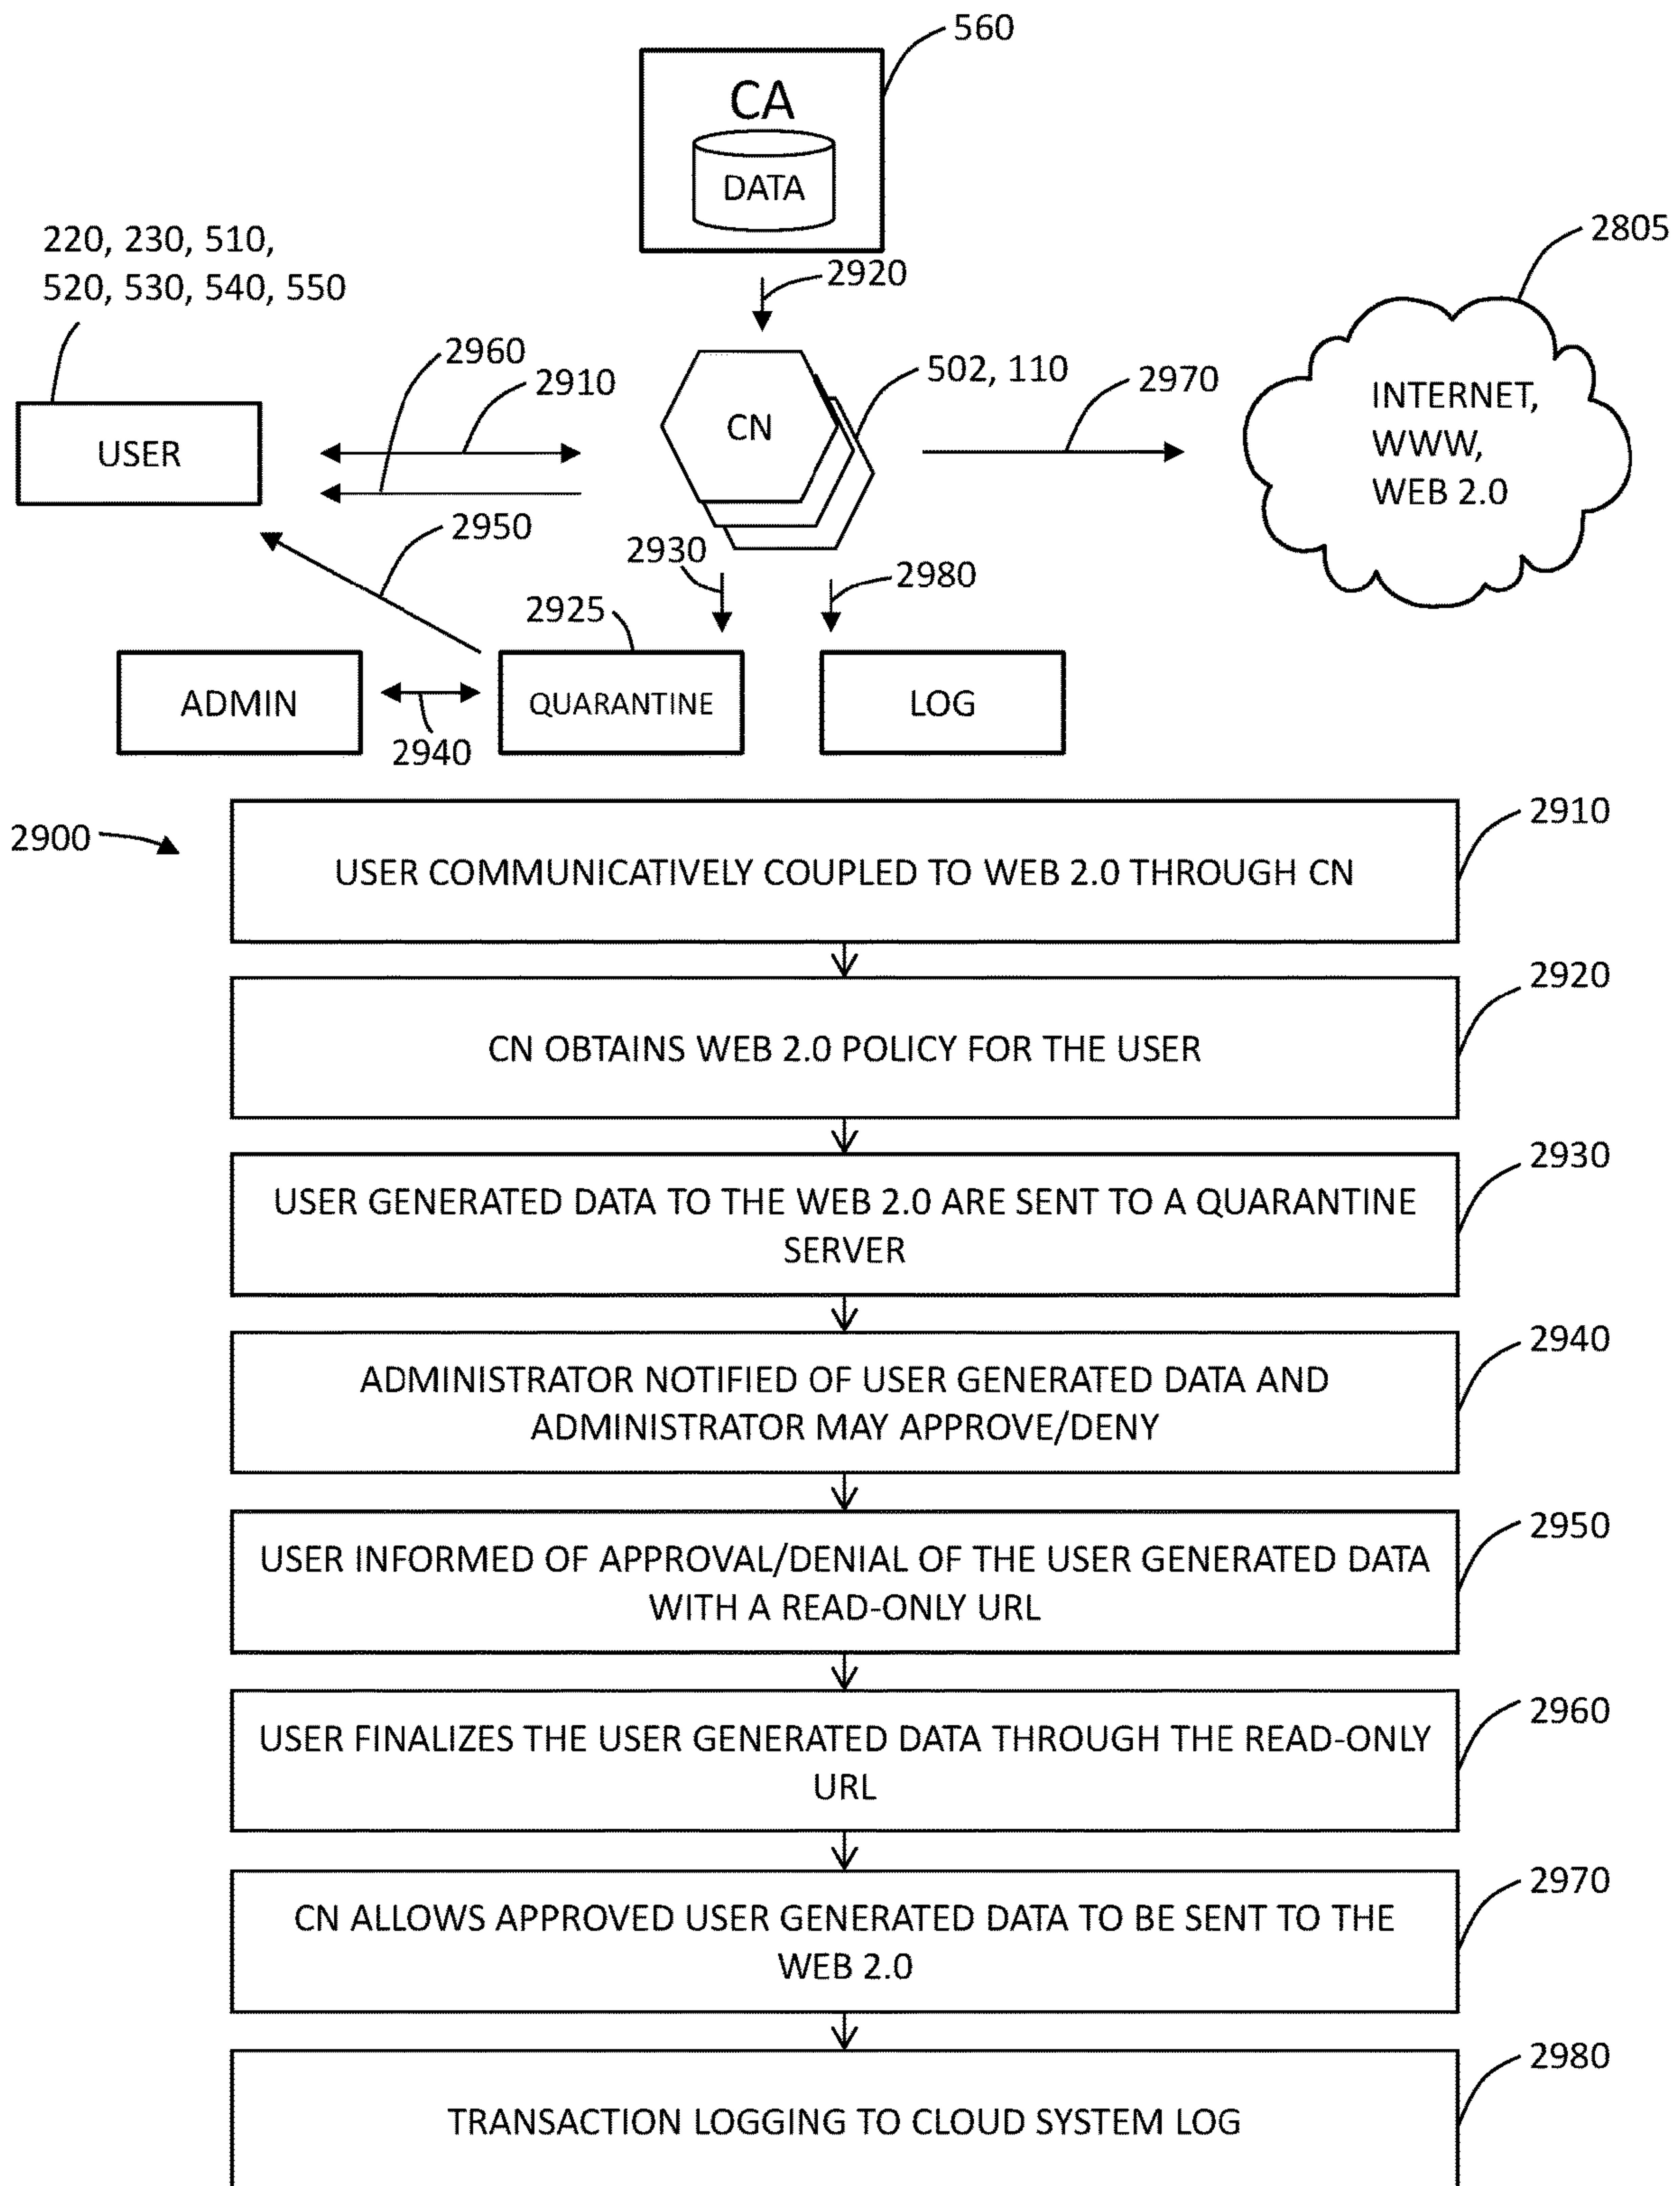 560
CA
DATA
220, 230, 510,
520, 530, 540, 550
2920
2805
2960
2910
502, 110
2970
USER
CN
INTERNET,
WWW,
WEB 2.0
2950
2930
2980
2925
ADMIN
QUARANTINE
LOG
2940
2900
2910
USER COMMUNICATIVELY COUPLED TO WEB 2.0 THROUGH CN
2920
CN OBTAINS WEB 2.0 POLICY FOR THE USER
2930
USER GENERATED DATA TO THE WEB 2.0 ARE SENT TO A QUARANTINE
SERVER
2940
ADMINISTRATOR NOTIFIED OF USER GENERATED DATA AND
ADMINISTRATOR MAY APPROVE/DENY
2950
USER INFORMED OF APPROVAL/DENIAL OF THE USER GENERATED DATA
WITH A READ-ONLY URL
2960
USER FINALIZES THE USER GENERATED DATA THROUGH THE READ-ONLY
URL
2970
CN ALLOWS APPROVED USER GENERATED DATA TO BE SENT TO THE
WEB 2.0
2980
TRANSACTION LOGGING TO CLOUD SYSTEM LOG